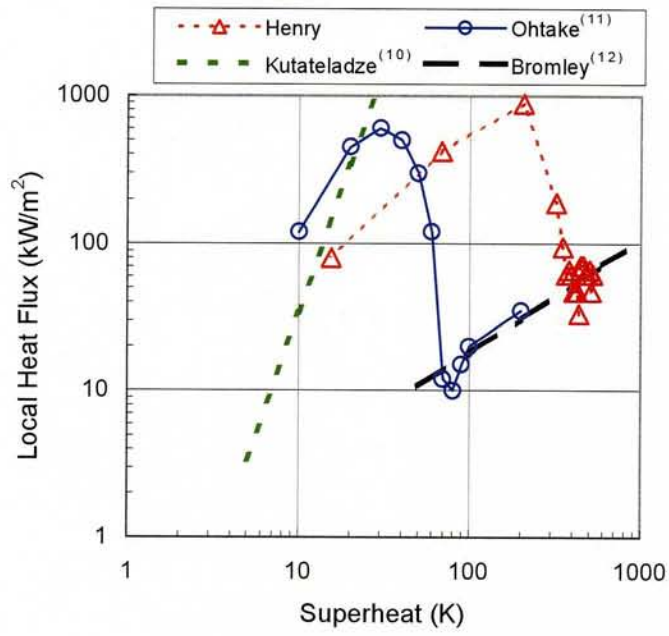 Henry Ohtake(11)
Kutateladze(10) Bromley(12)
1000
100
10
1
Local Heat Flux (kW/m2)
1 10 100 1000
Superheat (K)